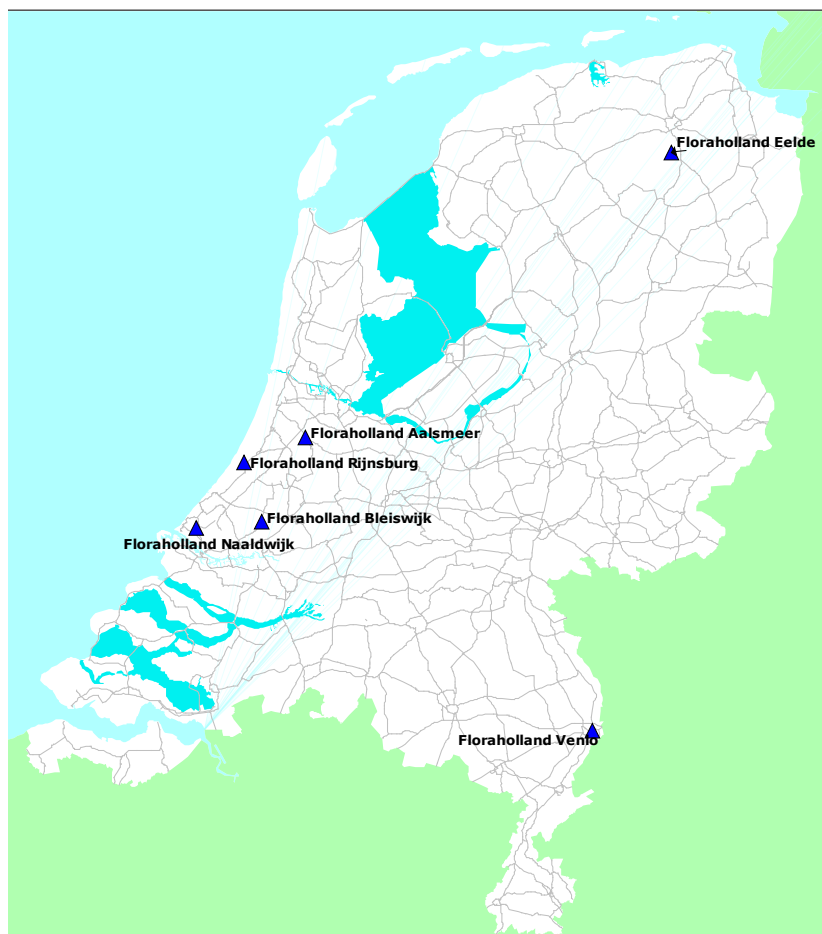 Floraholland Eelde
Floraholland Aalsmeer
Floraholland Rijnsburg
Floraholland Bleiswijk
Floraholland Naaldwijk
Floraholland Venlo